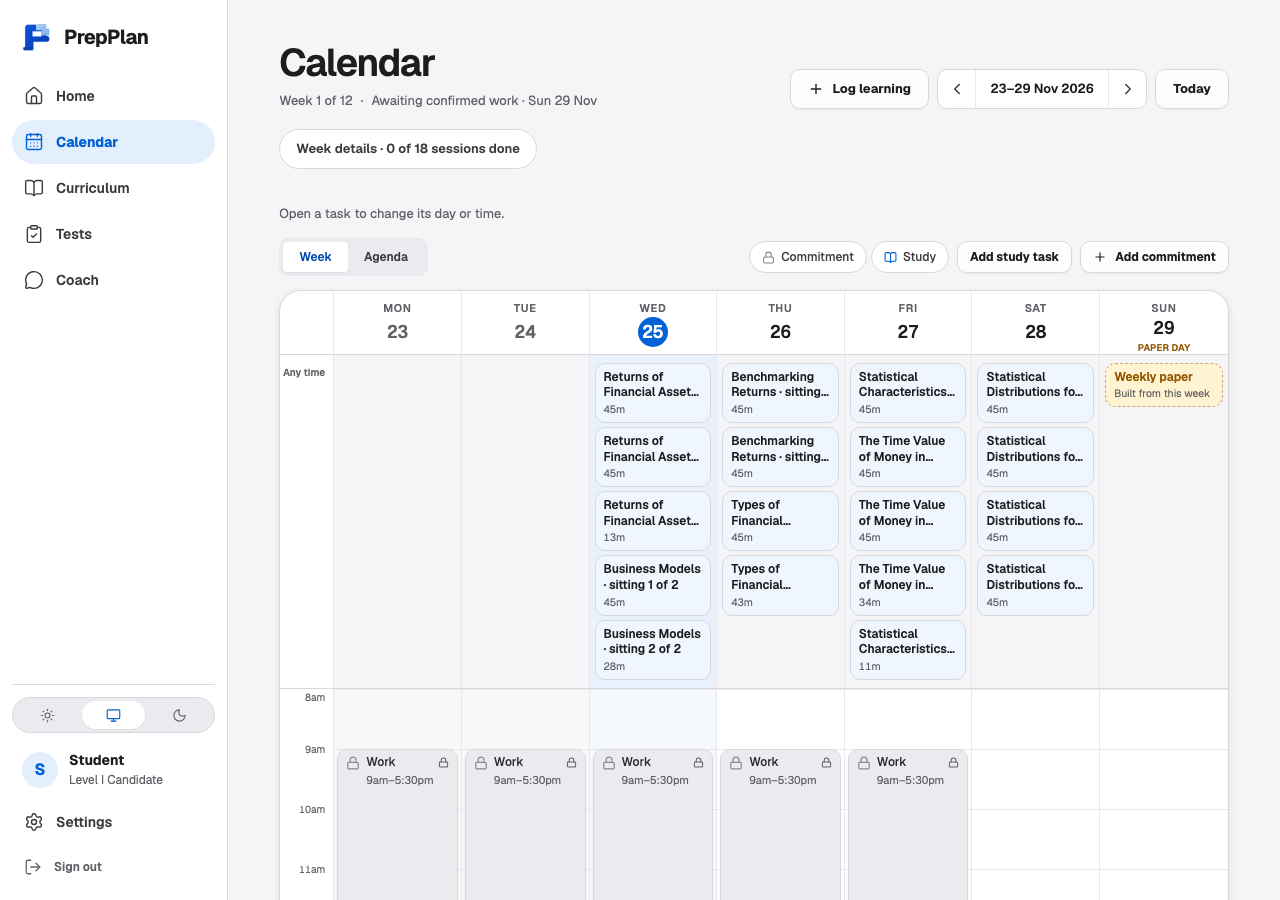 PrepPlan
Home
Calendar
Curriculum
Tests
Coach
Student
S
Level I Candidate
Settings
Sign out
Calendar
Week 1 of 12 · Awaiting confirmed work · Sun 29 Nov
Log learning
23–29 Nov 2026
Today
Week details · 0 of 18 sessions done
Open a task to change its day or time.
Week
Agenda
Commitment
Study
Add study task
Add commitment
MON
23
TUE
24
WED
25
THU
26
FRI
27
SAT
28
SUN
29
PAPER DAY
Any time
Returns of
Financial Asset…
45m
Returns of
Financial Asset…
45m
Returns of
Financial Asset…
13m
Business Models
· sitting 1 of 2
45m
Business Models
· sitting 2 of 2
28m
Benchmarking
Returns · sitting…
45m
Benchmarking
Returns · sitting…
45m
Types of
Financial…
45m
Types of
Financial…
43m
Statistical
Characteristics…
45m
The Time Value
of Money in…
45m
The Time Value
of Money in…
45m
The Time Value
of Money in…
34m
Statistical
Characteristics…
11m
Statistical
Distributions fo…
45m
Statistical
Distributions fo…
45m
Statistical
Distributions fo…
45m
Statistical
Distributions fo…
45m
Weekly paper
Built from this week
8am
9am
10am
11am
Work
9am–5:30pm
Work
9am–5:30pm
Work
9am–5:30pm
Work
9am–5:30pm
Work
9am–5:30pm